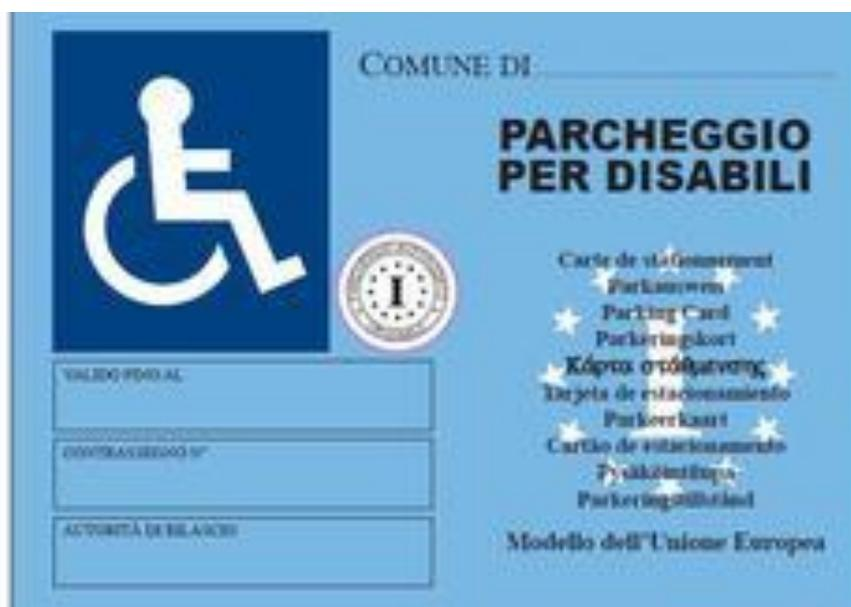 COMUNE DI
PARCHEGGIO
PER DISABILI
I
Carte de stationnement
Parkausweis
Parking Card
Parkeringskort
Κάρτα στάθμευσης
Tarjeta de estacionamiento
Parkeerkaart
Cartão de estacionamento
Pysäköintilupa
Parkeringstillstånd
Modello dell'Unione Europea
VALIDO FINO AL
CONTRASSEGNO N°
AUTORITÀ DI RILASCIO